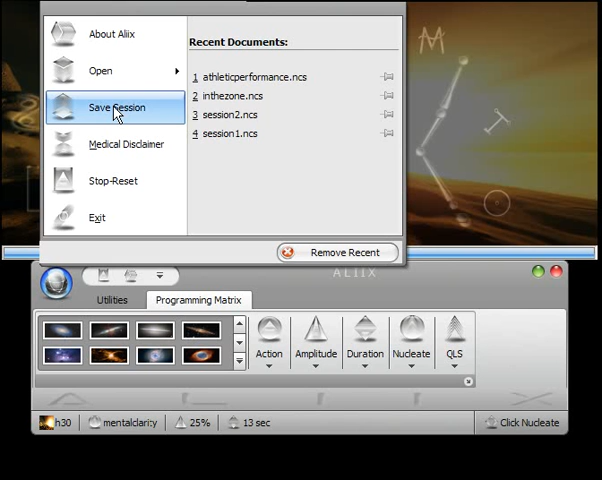 About Aliix
Open
Save Session
Medical Disclaimer
Stop-Reset
Exit
Recent Documents:
1 athleticperformance.ncs
2 inthezone.ncs
3 session2.ncs
4 session1.ncs
Remove Recent
ALIIX
Utilities
Programming Matrix
Action
Amplitude
Duration
Nucleate
QLS
h30
mentalclarity
25%
13 sec
Click Nucleate